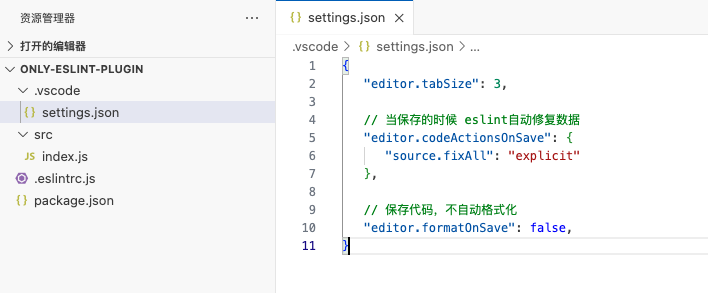 资源管理器
打开的编辑器
ONLY-ESLINT-PLUGIN
.vscode
{} settings.json
src
JS index.js
.eslintrc.js
{} package.json
{} settings.json ×
.vscode > {} settings.json > ...
1 {
2 "editor.tabSize": 3,
3
4 // 当保存的时候 eslint自动修复数据
5 "editor.codeActionsOnSave": {
6 "source.fixAll": "explicit"
7 },
8
9 // 保存代码，不自动格式化
10 "editor.formatOnSave": false,
11 }